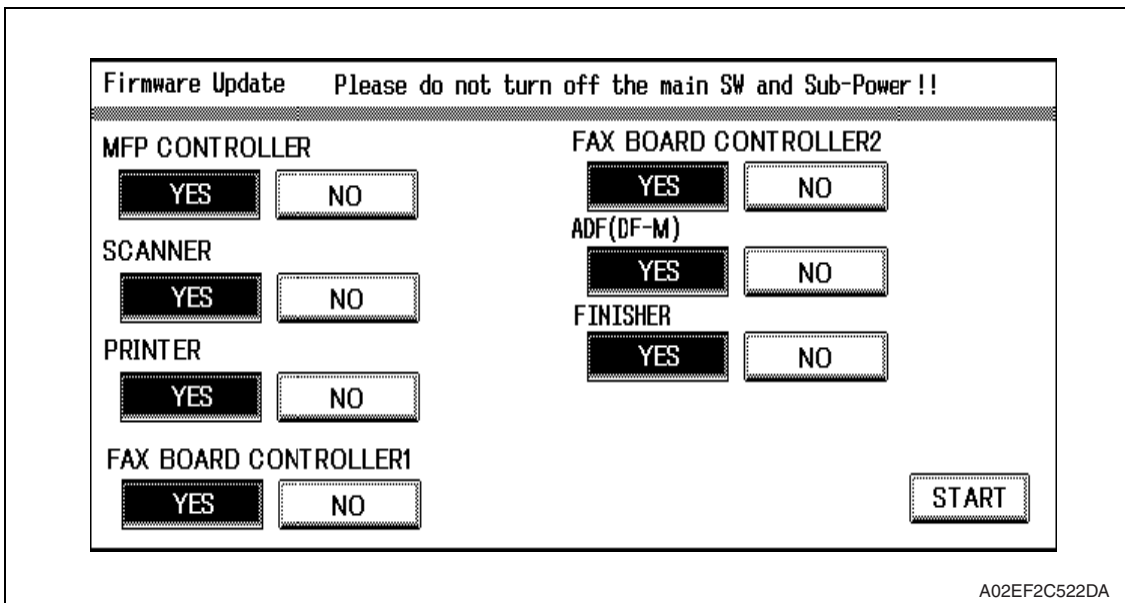 Firmware Update Please do not turn off the main SW and Sub-Power!!
MFP CONTROLLER
YES NO
SCANNER
YES NO
PRINTER
YES NO
FAX BOARD CONTROLLER1
YES NO
FAX BOARD CONTROLLER2
YES NO
ADF(DF-M)
YES NO
FINISHER
YES NO
START
A02EF2C522DA